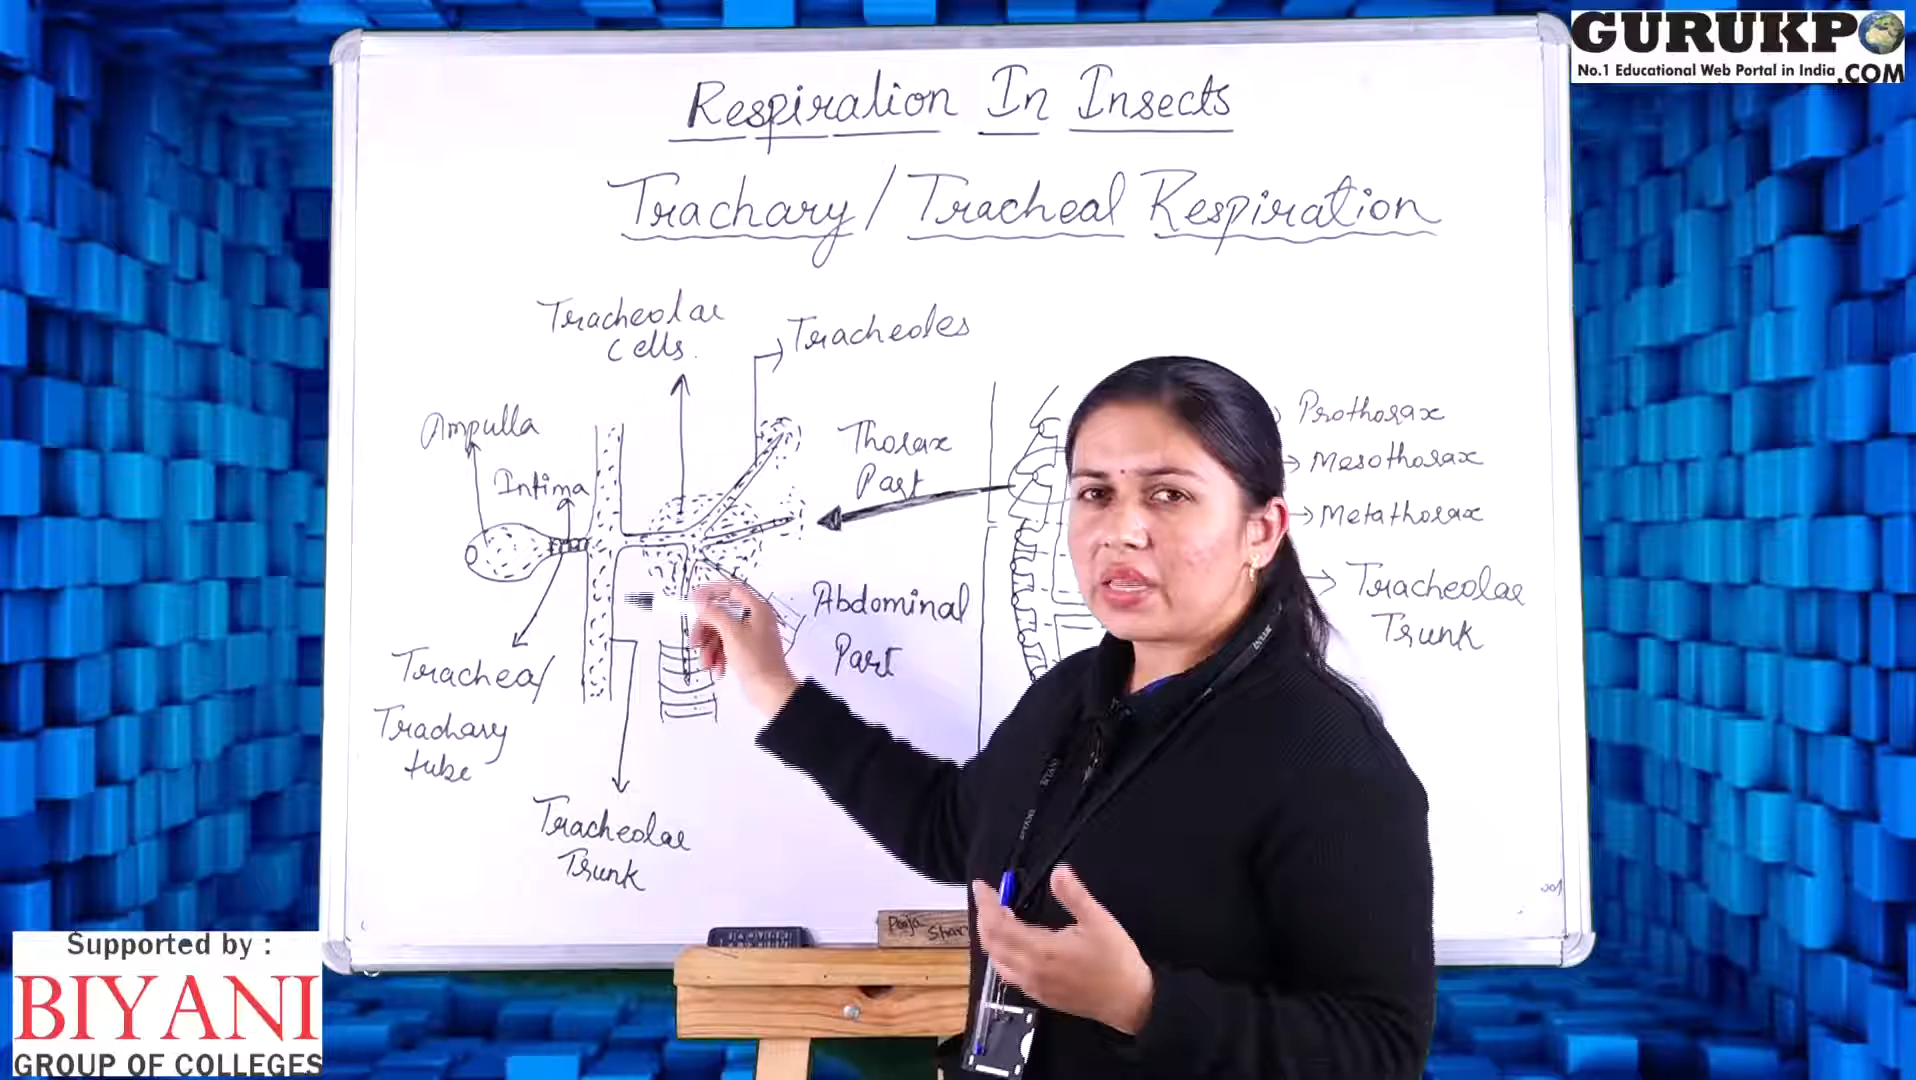 GURUKPO
No.1 Educational Web Portal in India .COM
Respiration In Insects
Trachary / Tracheal Respiration
Tracheolar
cells.
Tracheoles
Ampulla
Intima
Thorax
Part
Prothorax
Mesothorax
Metathorax
Abdominal
Part
Tracheolar
Trunk
Trachea/
Trachary
tube
Tracheolar
Trunk
Pooja
Supported by :
BIYANI
GROUP OF COLLEGES